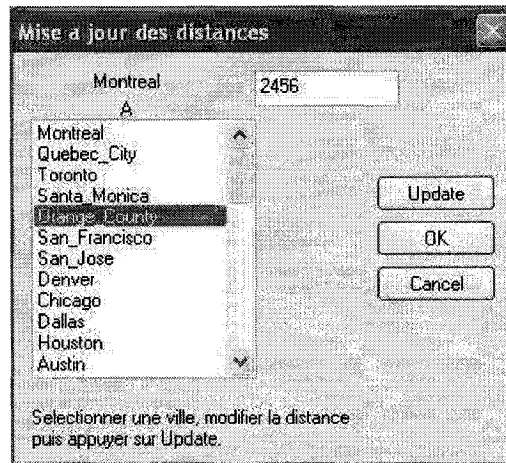 Mise a jour des distances
Montreal
2456
A
Montreal
Quebec_City
Toronto
Santa_Monica
Orange_County
San_Francisco
San_Jose
Denver
Chicago
Dallas
Houston
Austin
Update
OK
Cancel
Selectionner une ville, modifier la distance
puis appuyer sur Update.